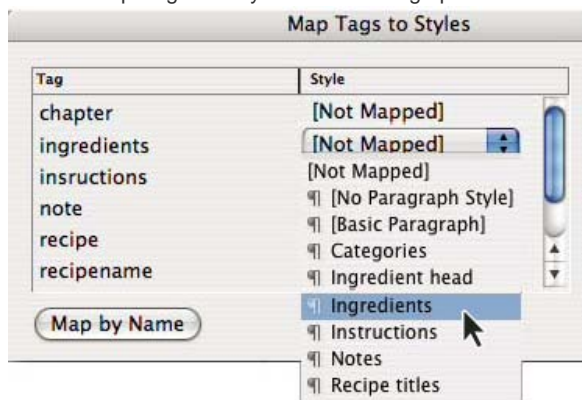 Map Tags to Styles
Tag Style
chapter [Not Mapped]
ingredients [Not Mapped]
insructions [Not Mapped]
note ¶ [No Paragraph Style]
¶ [Basic Paragraph]
recipe ¶ Categories
recipename ¶ Ingredient head
¶ Ingredients
Map by Name ¶ Instructions
¶ Notes
¶ Recipe titles